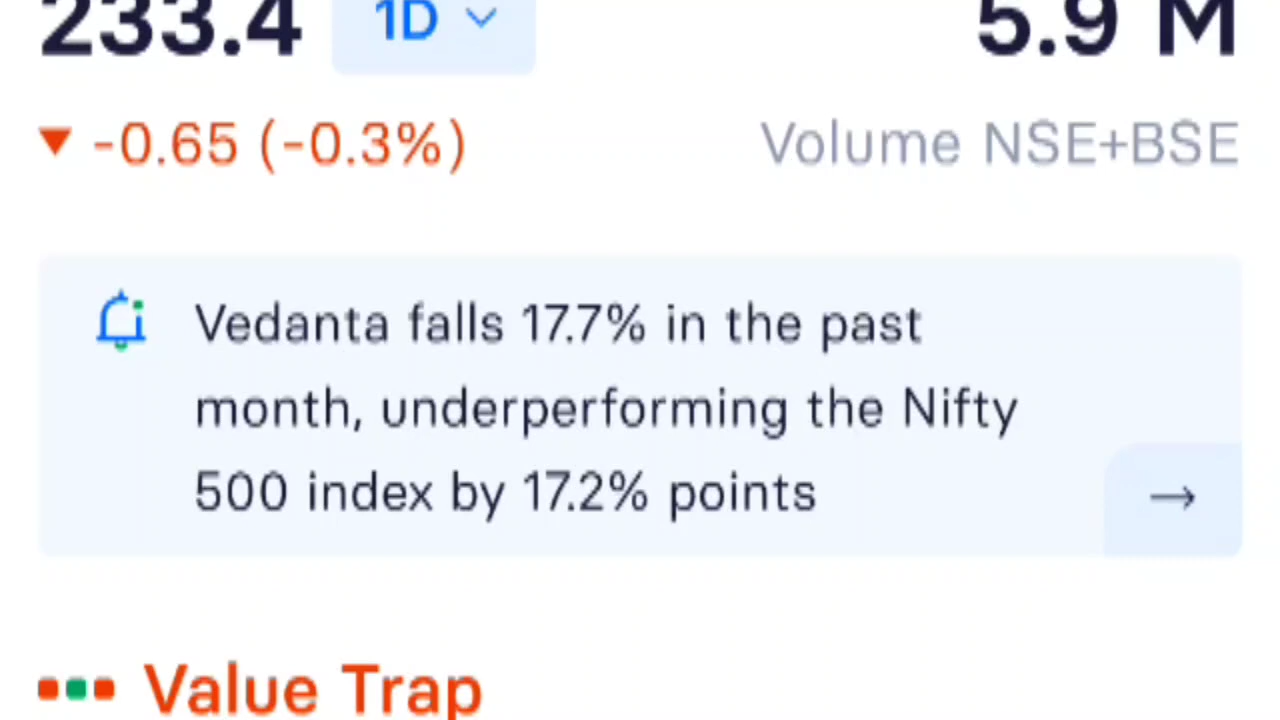 233.4 1D 5.9 M
-0.65 (-0.3%) Volume NSE+BSE
Vedanta falls 17.7% in the past
month, underperforming the Nifty
500 index by 17.2% points
Value Trap